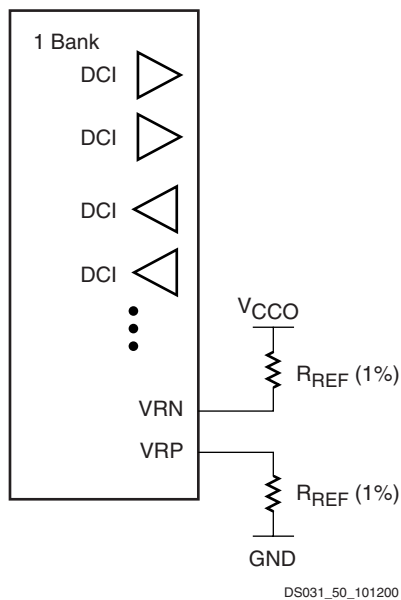 1 Bank
DCI
DCI
DCI
DCI
VCCO
RREF (1%)
VRN
VRP
RREF (1%)
GND
DS031_50_101200